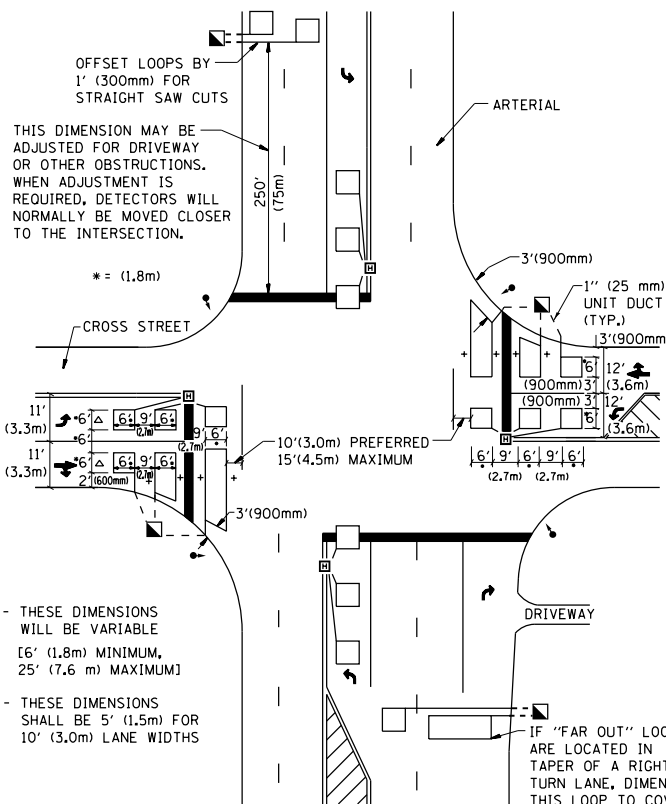 OFFSET LOOPS BY
1' (300mm) FOR
STRAIGHT SAW CUTS
ARTERIAL
THIS DIMENSION MAY BE
ADJUSTED FOR DRIVEWAY
OR OTHER OBSTRUCTIONS.
WHEN ADJUSTMENT IS
REQUIRED, DETECTORS WILL
NORMALLY BE MOVED CLOSER
TO THE INTERSECTION.
250'
(75m)
* = (1.8m)
H
3'(900mm)
1" (25 mm)
UNIT DUCT
(TYP.)
3'(900mm
CROSS STREET
6'
12'
(3.6m)
(900mm) 3'
(900mm) 3'
12'
6'
(3.6m)
H
6' 9' 6' 9' 6'
(2.7m) (2.7m)
H
11'
(3.3m)
*6'
6' 9' 6'
(2.7m)
*6'
(2.7m)
9' 6'
11'
(3.3m)
*6'
6' 9' 6'
(2.7m)
2' (600mm)
10'(3.0m) PREFERRED
15'(4.5m) MAXIMUM
3'(900mm)
H
- THESE DIMENSIONS
WILL BE VARIABLE
[6' (1.8m) MINIMUM,
25' (7.6 m) MAXIMUM]
- THESE DIMENSIONS
SHALL BE 5' (1.5m) FOR
10' (3.0m) LANE WIDTHS
DRIVEWAY
IF "FAR OUT" LOO
ARE LOCATED IN
TAPER OF A RIGHT
TURN LANE, DIMEN
THIS LOOP TO COV